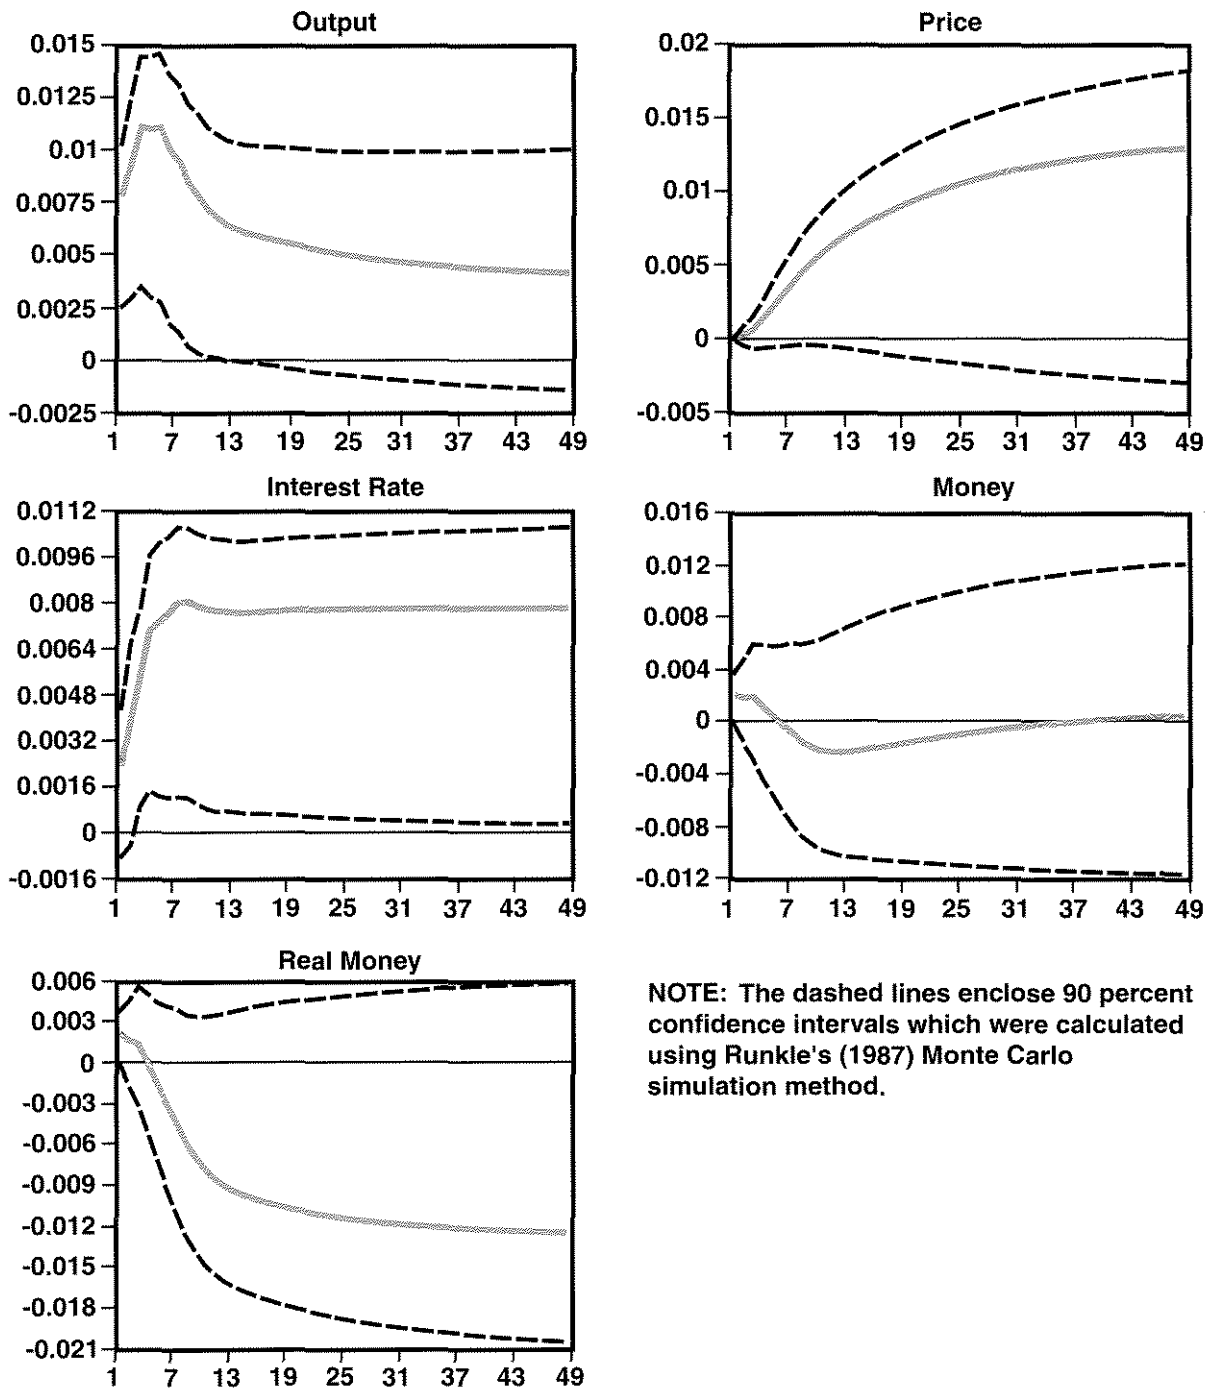 Output
0.015
0.0125
0.01
0.0075
0.005
0.0025
0
-0.0025
1 7 13 19 25 31 37 43 49
Price
0.02
0.015
0.01
0.005
0
-0.005
1 7 13 19 25 31 37 43 49
Interest Rate
0.0112
0.0096
0.008
0.0064
0.0048
0.0032
0.0016
0
-0.0016
1 7 13 19 25 31 37 43 49
Money
0.016
0.012
0.008
0.004
0
-0.004
-0.008
-0.012
1 7 13 19 25 31 37 43 49
Real Money
0.006
0.003
0
-0.003
-0.006
-0.009
-0.012
-0.015
-0.018
-0.021
1 7 13 19 25 31 37 43 49
NOTE: The dashed lines enclose 90 percent
confidence intervals which were calculated
using Runkle's (1987) Monte Carlo
simulation method.